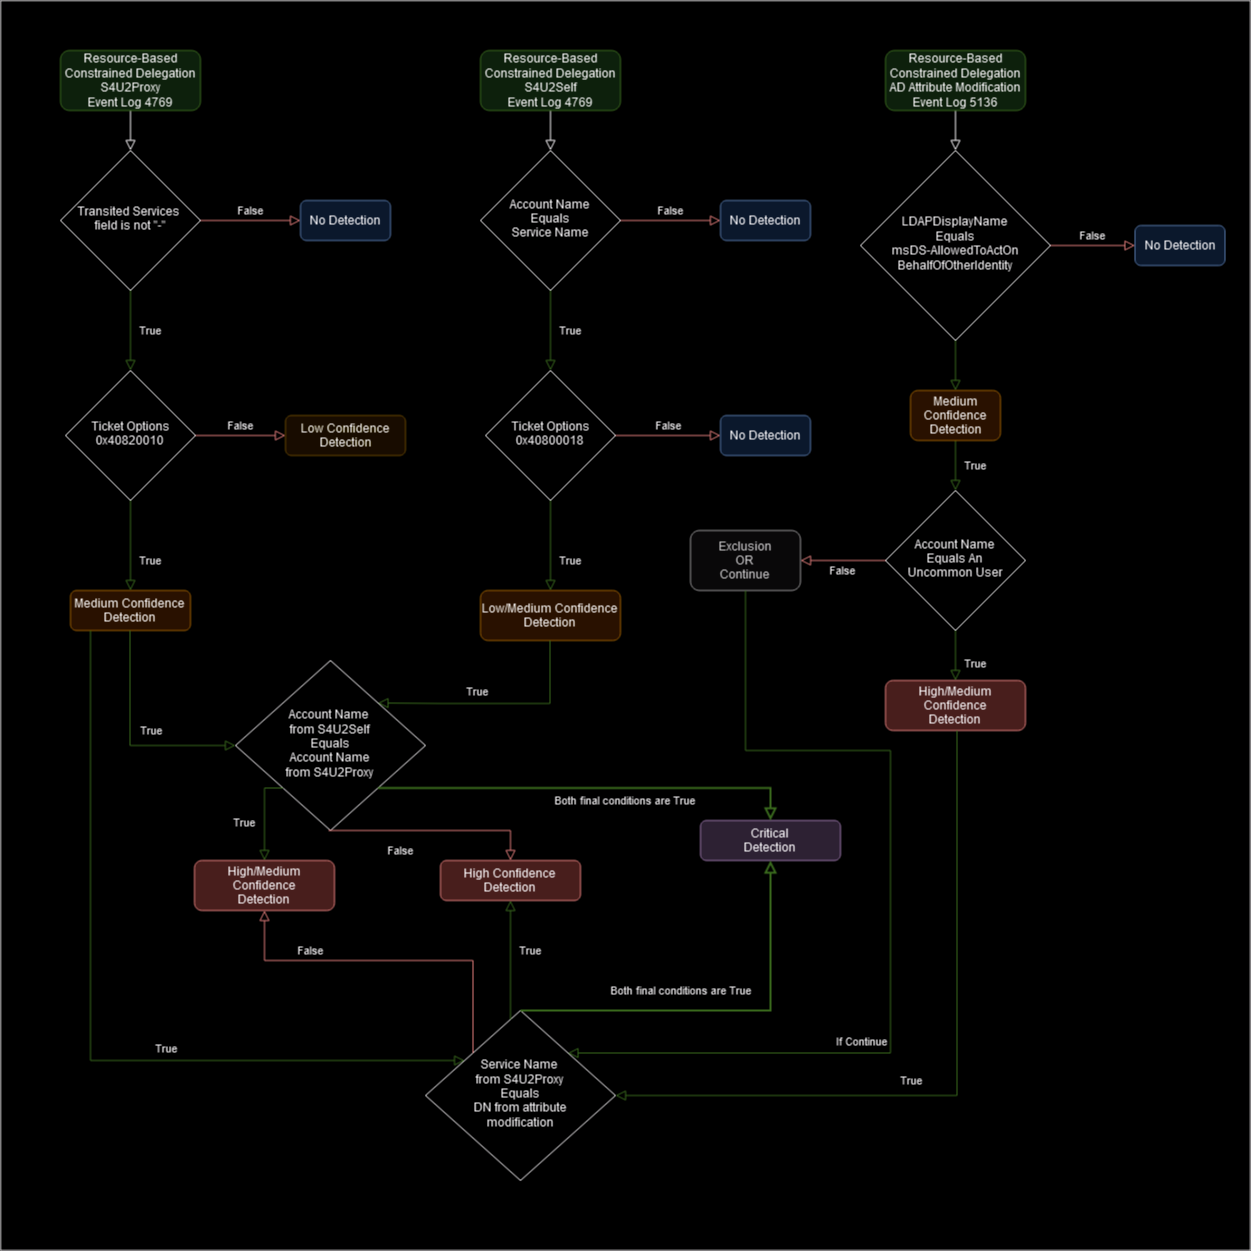 Resource-Based
Constrained Delegation
S4U2Proxy
Event Log 4769
Resource-Based
Constrained Delegation
S4U2Self
Event Log 4769
Resource-Based
Constrained Delegation
AD Attribute Modification
Event Log 5136
Transited Services
field is not "-"
False
No Detection
Account Name
Equals
Service Name
False
No Detection
LDAPDisplayName
Equals
msDS-AllowedToActOn
BehalfOfOtherIdentity
False
No Detection
True
True
Ticket Options
0x40820010
False
Low Confidence
Detection
Ticket Options
0x40800018
False
No Detection
Medium
Confidence
Detection
True
True
True
Exclusion
OR
Continue
False
Account Name
Equals An
Uncommon User
Medium Confidence
Detection
Low/Medium Confidence
Detection
True
True
True
High/Medium
Confidence
Detection
Account Name
from S4U2Self
Equals
Account Name
from S4U2Proxy
True
False
Both final conditions are True
Critical
Detection
High/Medium
Confidence
Detection
High Confidence
Detection
False
True
Both final conditions are True
True
If Continue
True
Service Name
from S4U2Proxy
Equals
DN from attribute
modification